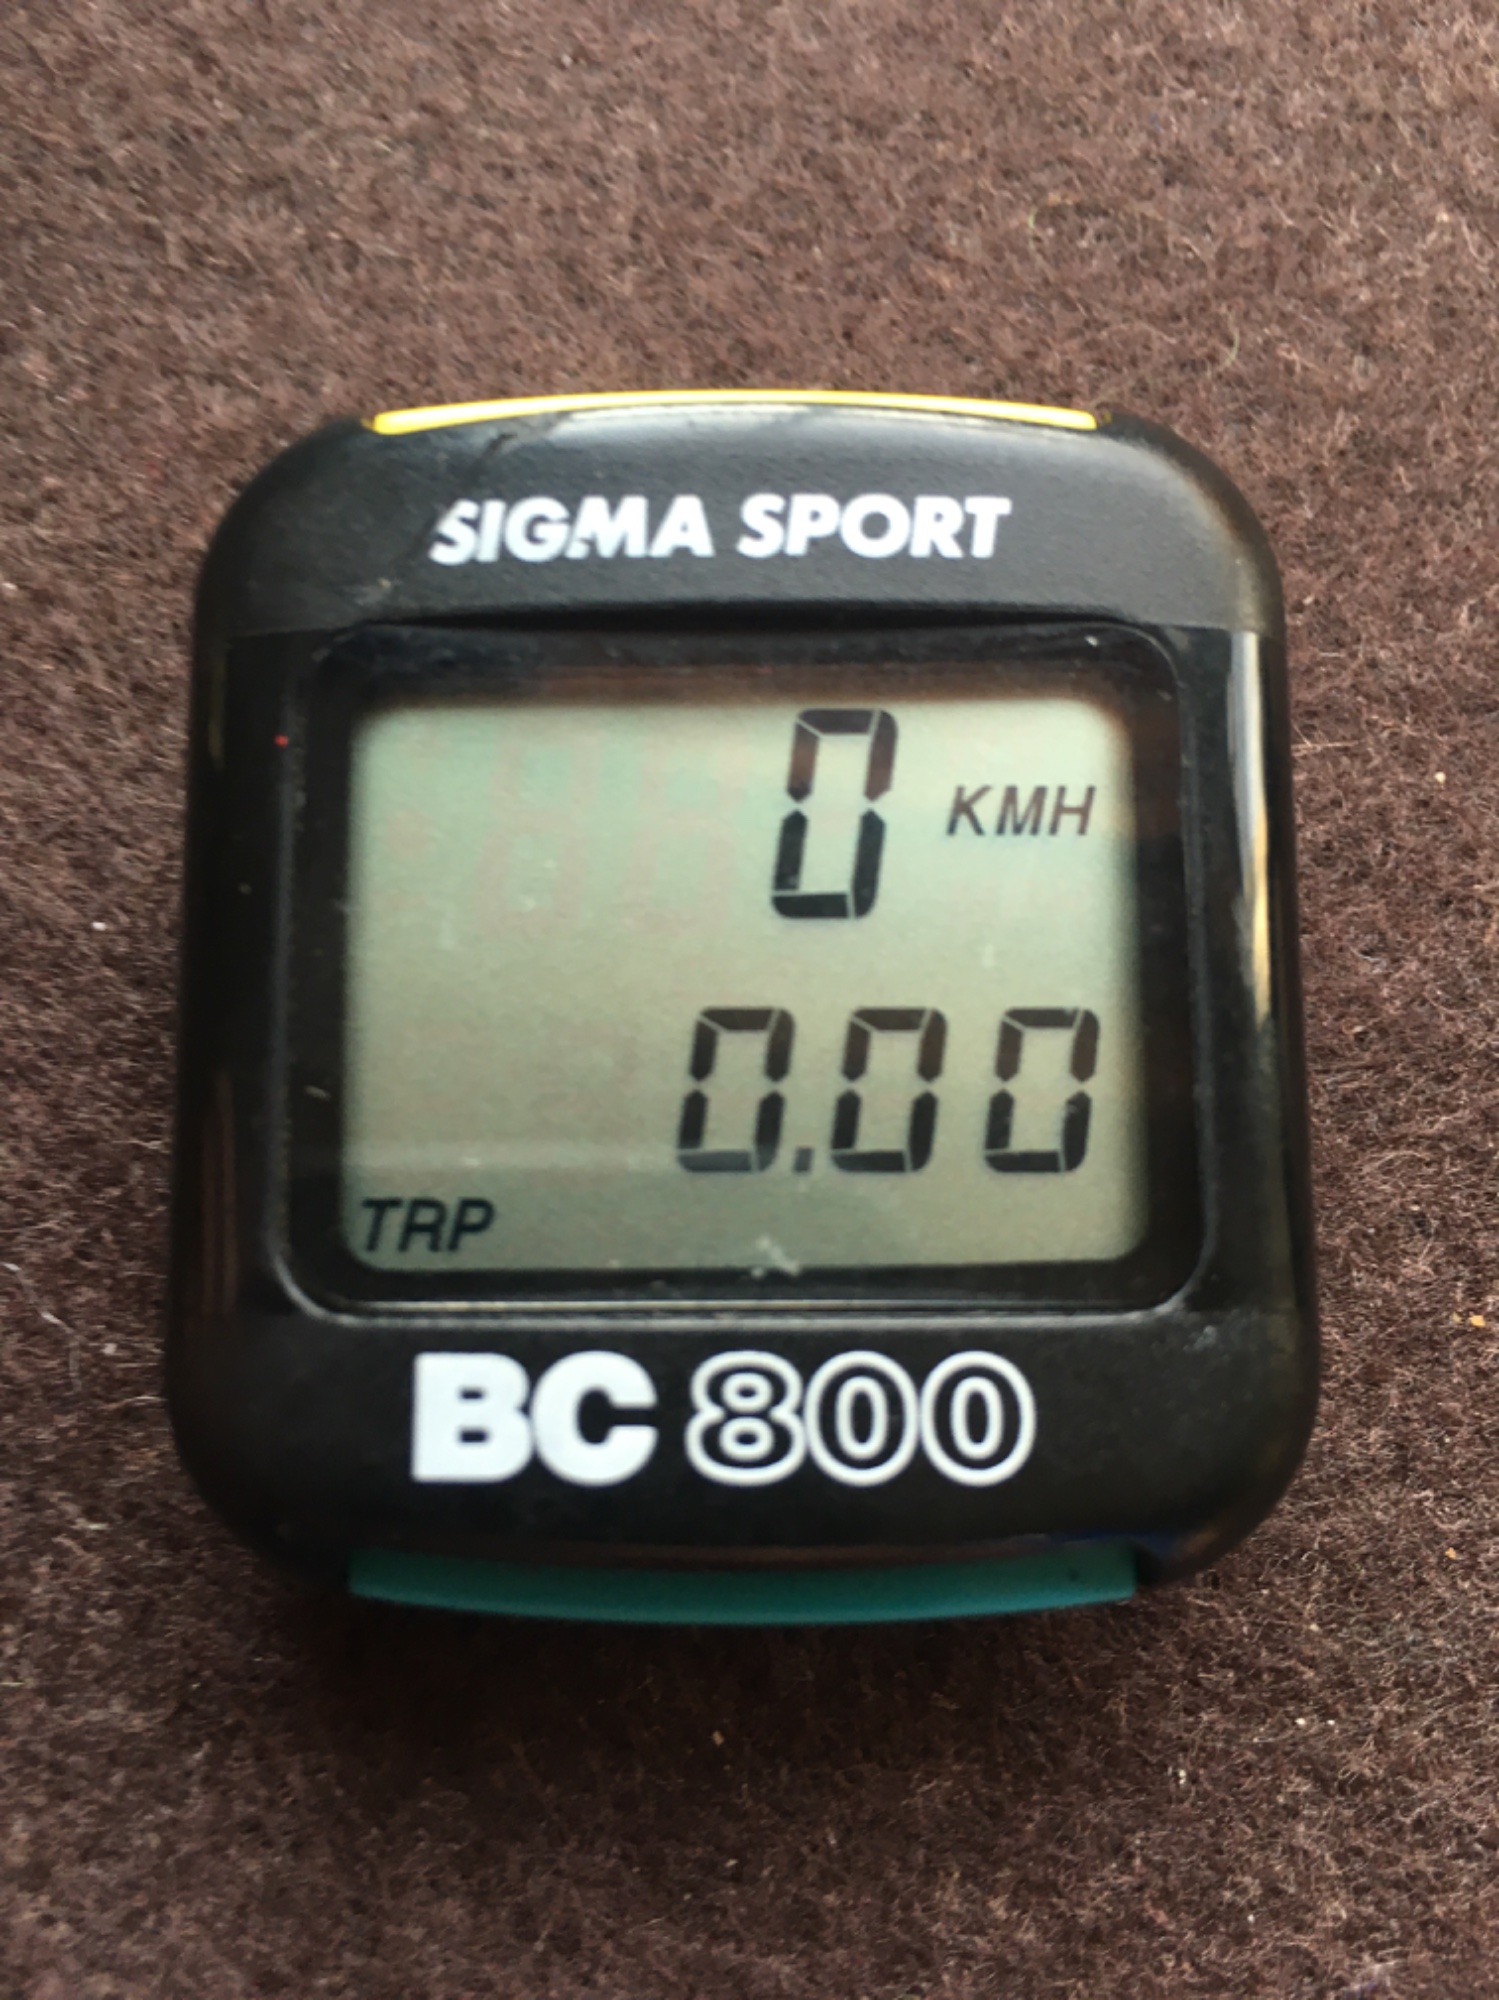 SIGMA SPORT
0 KMH
0.00
TRP
BC 800